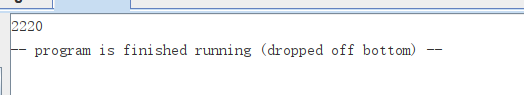 2220
-- program is finished running (dropped off bottom) --